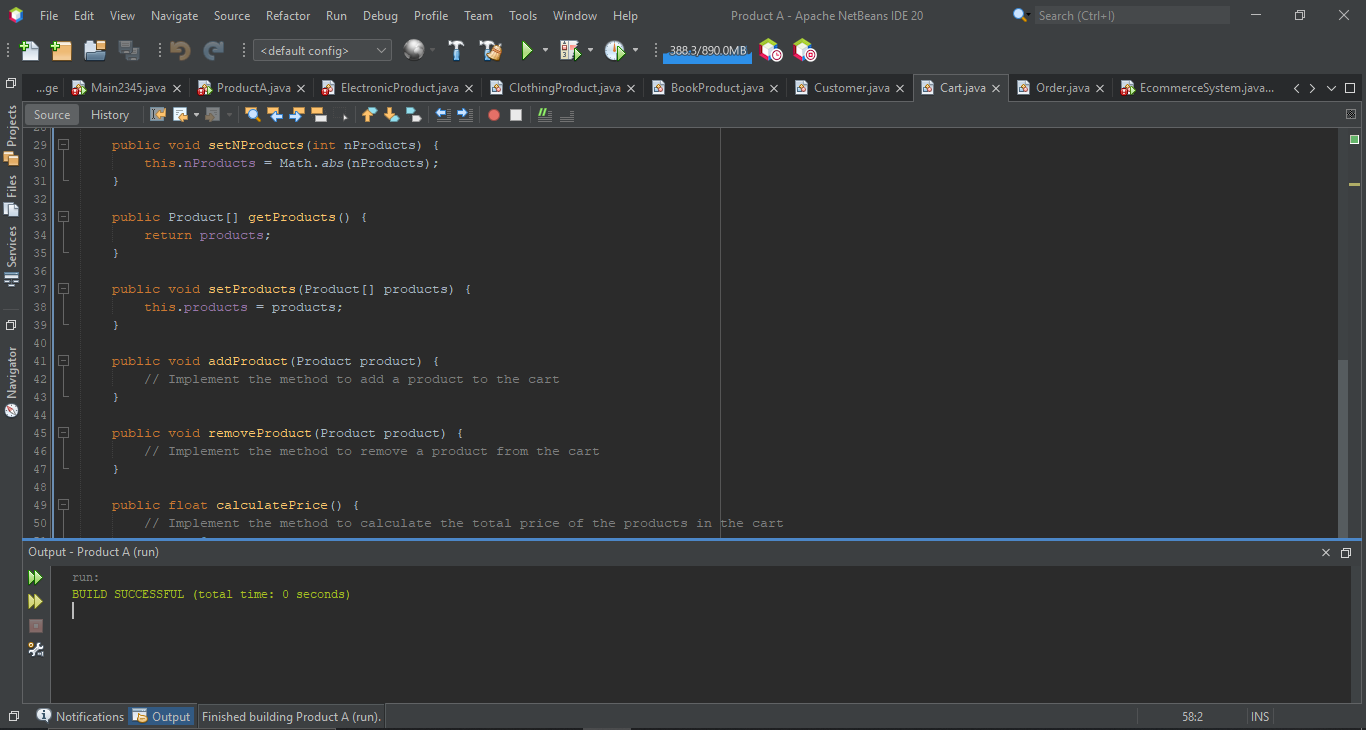 File Edit View Navigate Source Refactor Run Debug Profile Team Tools Window Help
Product A - Apache NetBeans IDE 20
Search (Ctrl+I)
<default config>
388.3/890.0MB
...ge Main2345.java ProductA.java ElectronicProduct.java ClothingProduct.java BookProduct.java Customer.java Cart.java Order.java EcommerceSystem.java...
Source History
Projects
Files
Services
Navigator
29 public void setNProducts(int nProducts) {
30 this.nProducts = Math.abs(nProducts);
31 }
32
33 public Product[] getProducts() {
34 return products;
35 }
36
37 public void setProducts(Product[] products) {
38 this.products = products;
39 }
40
41 public void addProduct(Product product) {
42 // Implement the method to add a product to the cart
43 }
44
45 public void removeProduct(Product product) {
46 // Implement the method to remove a product from the cart
47 }
48
49 public float calculatePrice() {
50 // Implement the method to calculate the total price of the products in the cart
Output - Product A (run)
run:
BUILD SUCCESSFUL (total time: 0 seconds)
Notifications Output Finished building Product A (run).
58:2 INS